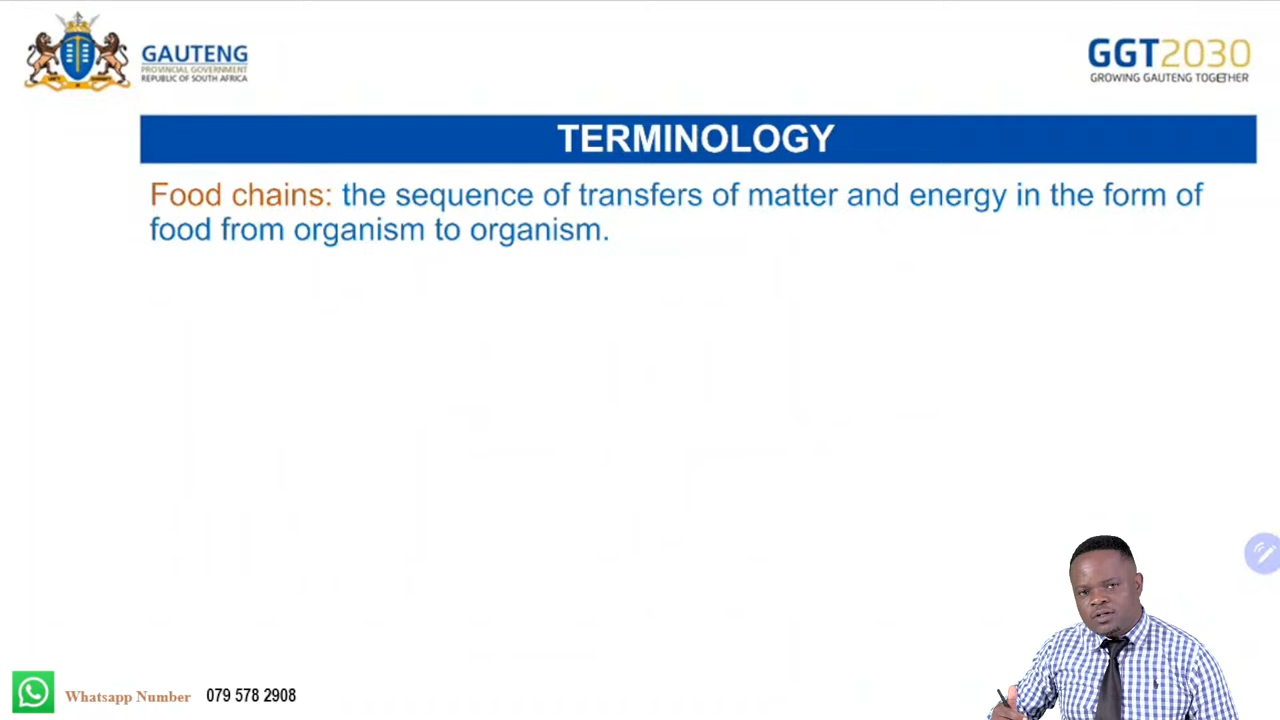 GAUTENG
PROVINCIAL GOVERNMENT
REPUBLIC OF SOUTH AFRICA
GGT2030
GROWING GAUTENG TOGETHER
TERMINOLOGY
Food chains: the sequence of transfers of matter and energy in the form of
food from organism to organism.
Whatsapp Number 079 578 2908